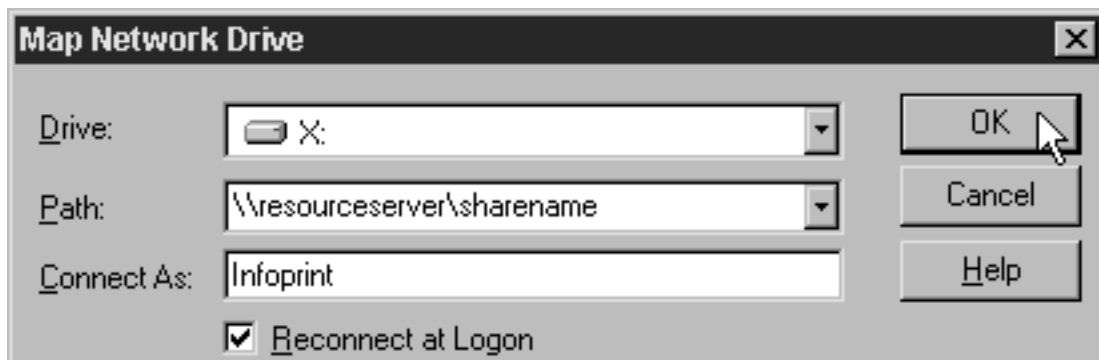 Map Network Drive
Drive: X: OK
Path: \\resourceserver\sharename Cancel
Connect As: Infoprint Help
Reconnect at Logon